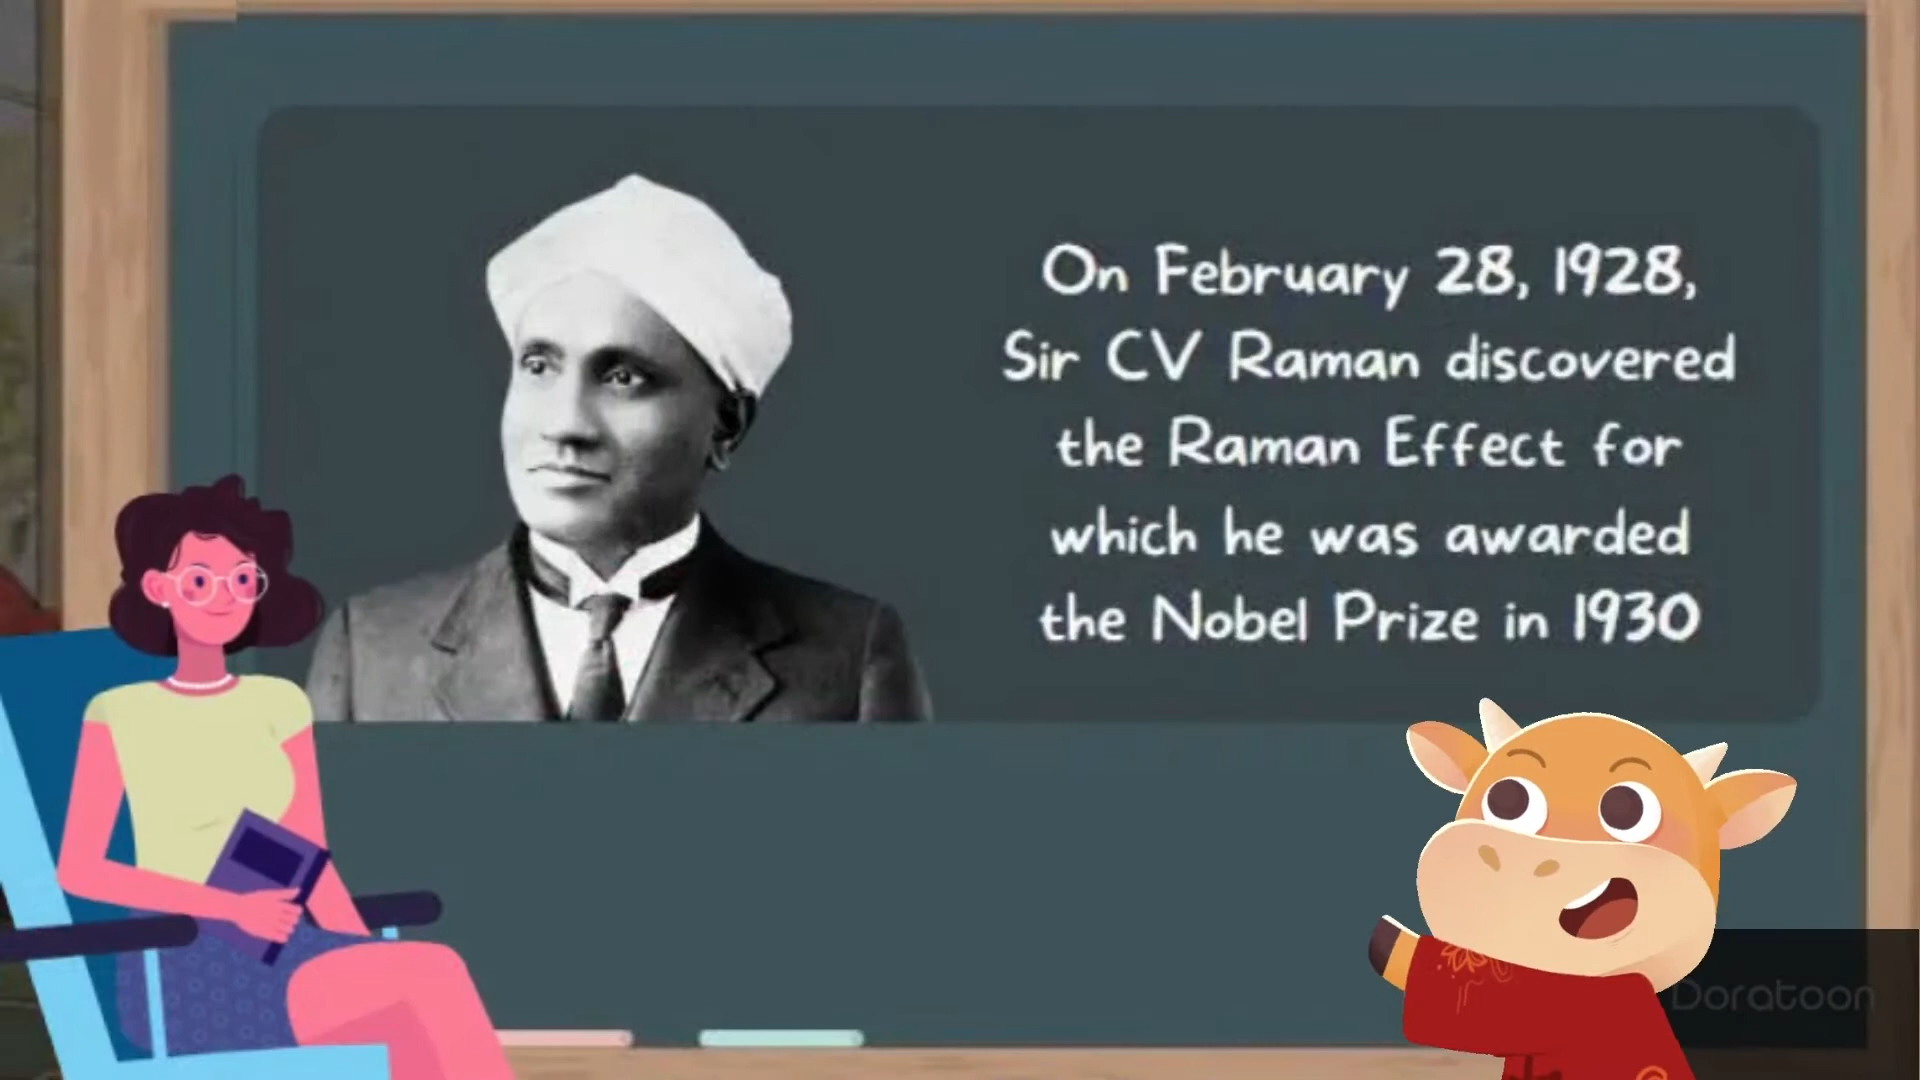 On February 28, 1928,
Sir CV Raman discovered
the Raman Effect for
which he was awarded
the Nobel Prize in 1930
Doratoon